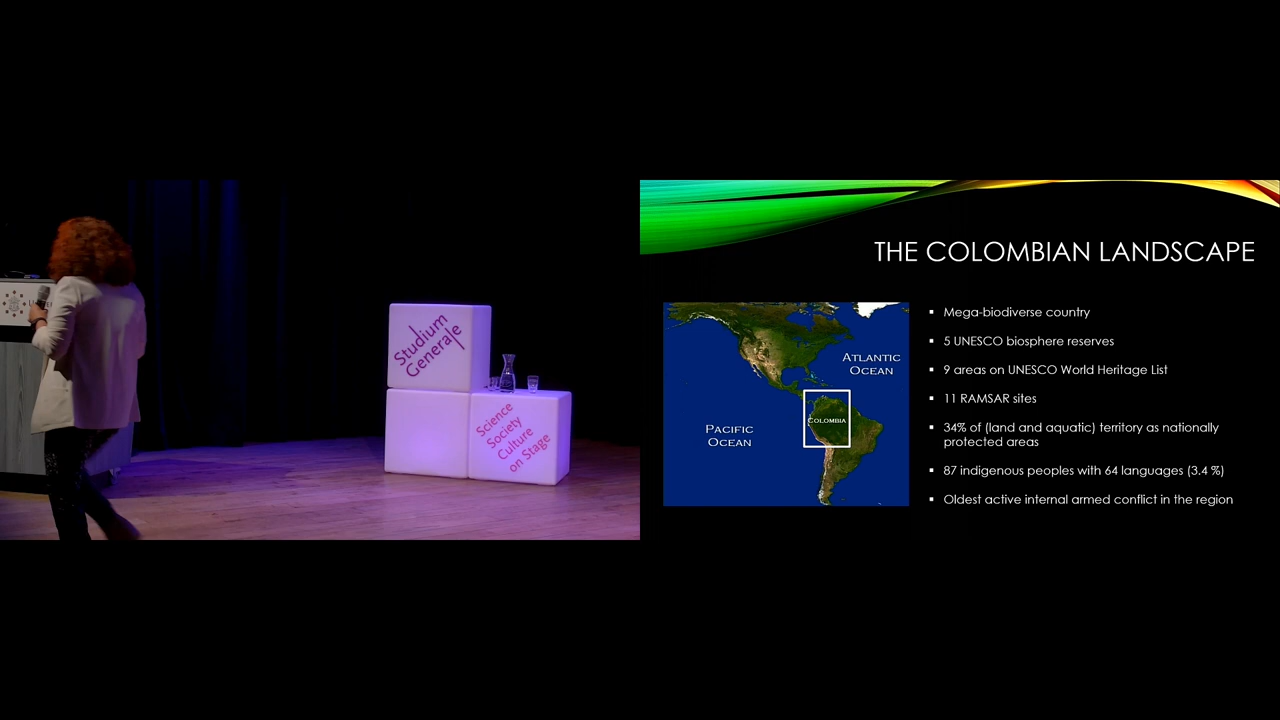 Studium
Generale
Science
Society
Culture
on Stage
THE COLOMBIAN LANDSCAPE
ATLANTIC
OCEAN
COLOMBIA
PACIFIC
OCEAN
▪ Mega-biodiverse country
▪ 5 UNESCO biosphere reserves
▪ 9 areas on UNESCO World Heritage List
▪ 11 RAMSAR sites
▪ 34% of (land and aquatic) territory as nationally
protected areas
▪ 87 indigenous peoples with 64 languages (3.4 %)
▪ Oldest active internal armed conflict in the region